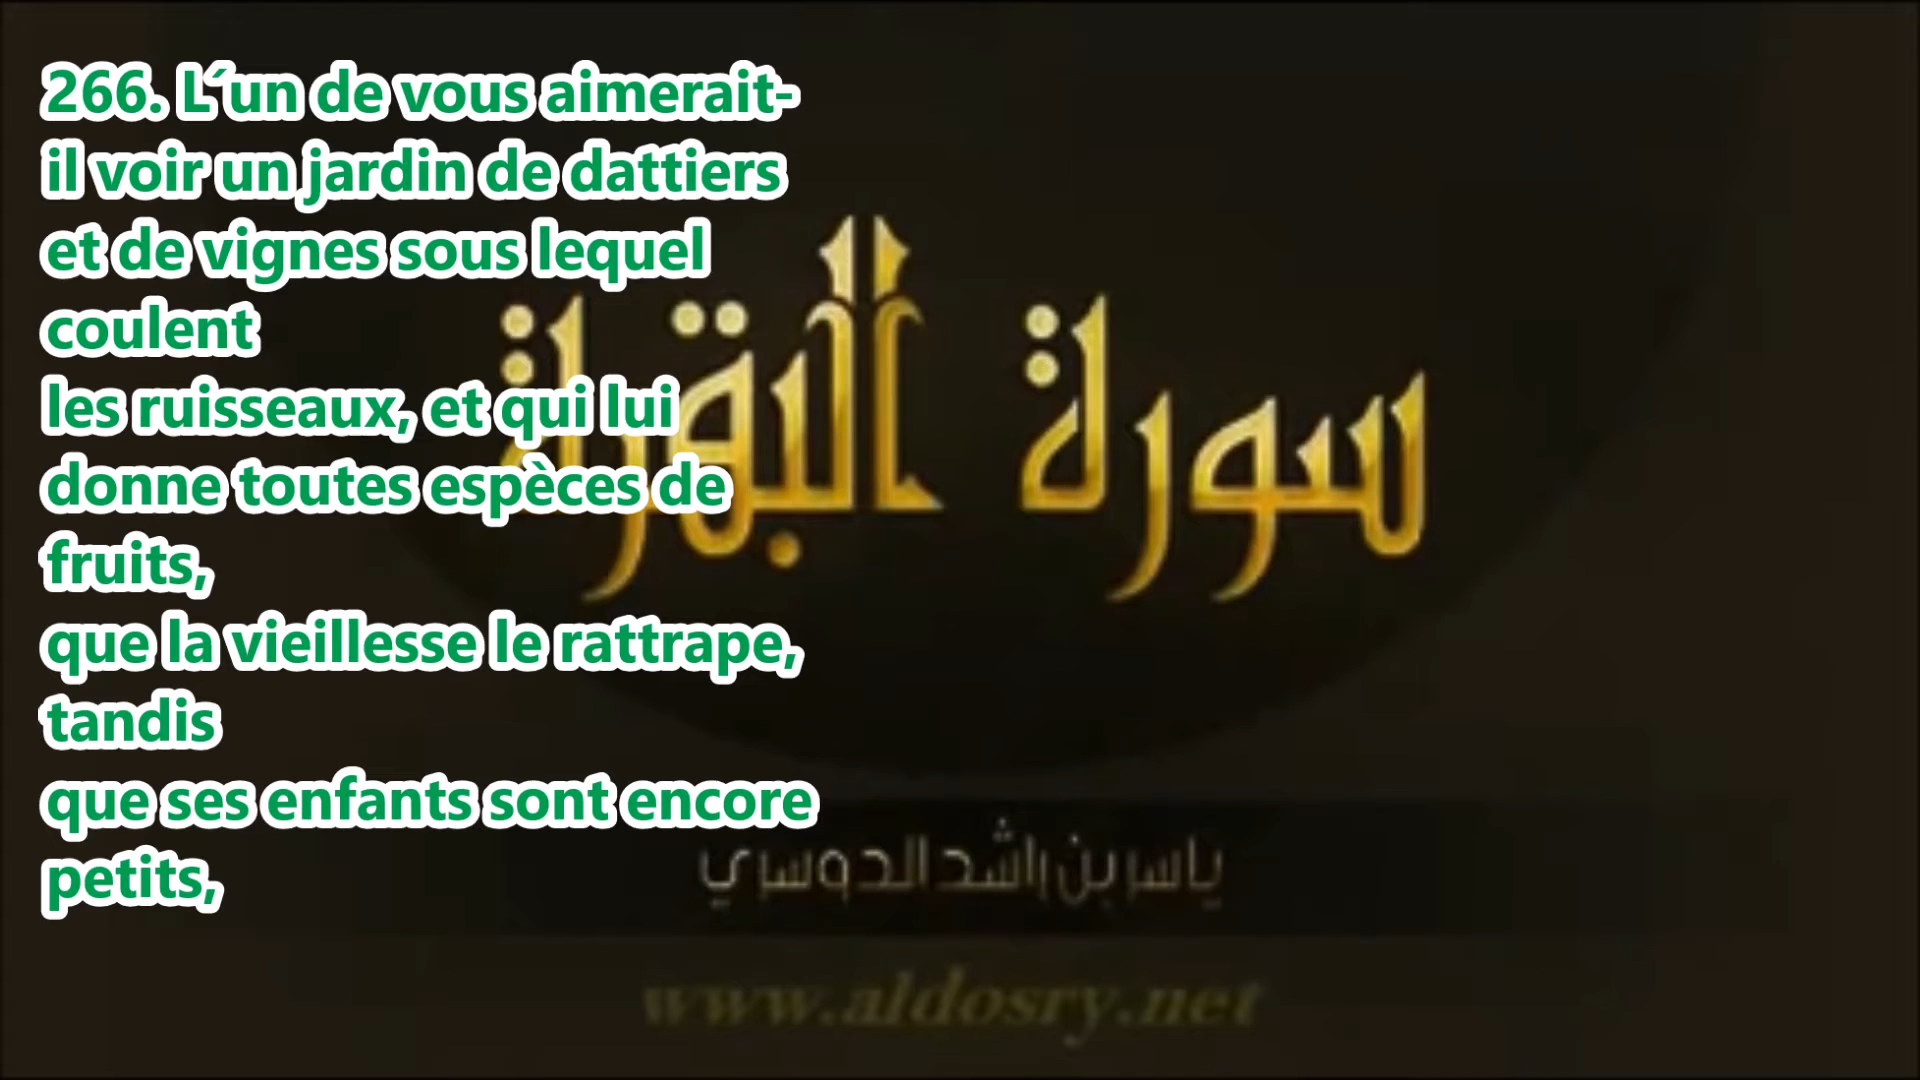 266. L´un de vous aimerait-
il voir un jardin de dattiers
et de vignes sous lequel
coulent
les ruisseaux, et qui lui
donne toutes espèces de
fruits,
que la vieillesse le rattrape,
tandis
que ses enfants sont encore
petits,
سورة البقرة
ياسر بن راشد الدوسري
www.aldosry.net